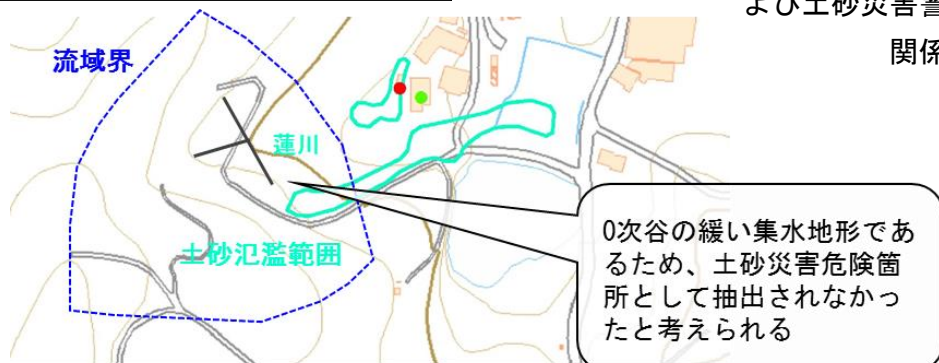 よび土砂災害警
関係
流域界
蓮川
土砂氾濫範囲
0次谷の緩い集水地形であ
るため、土砂災害危険箇
所として抽出されなかっ
たと考えられる